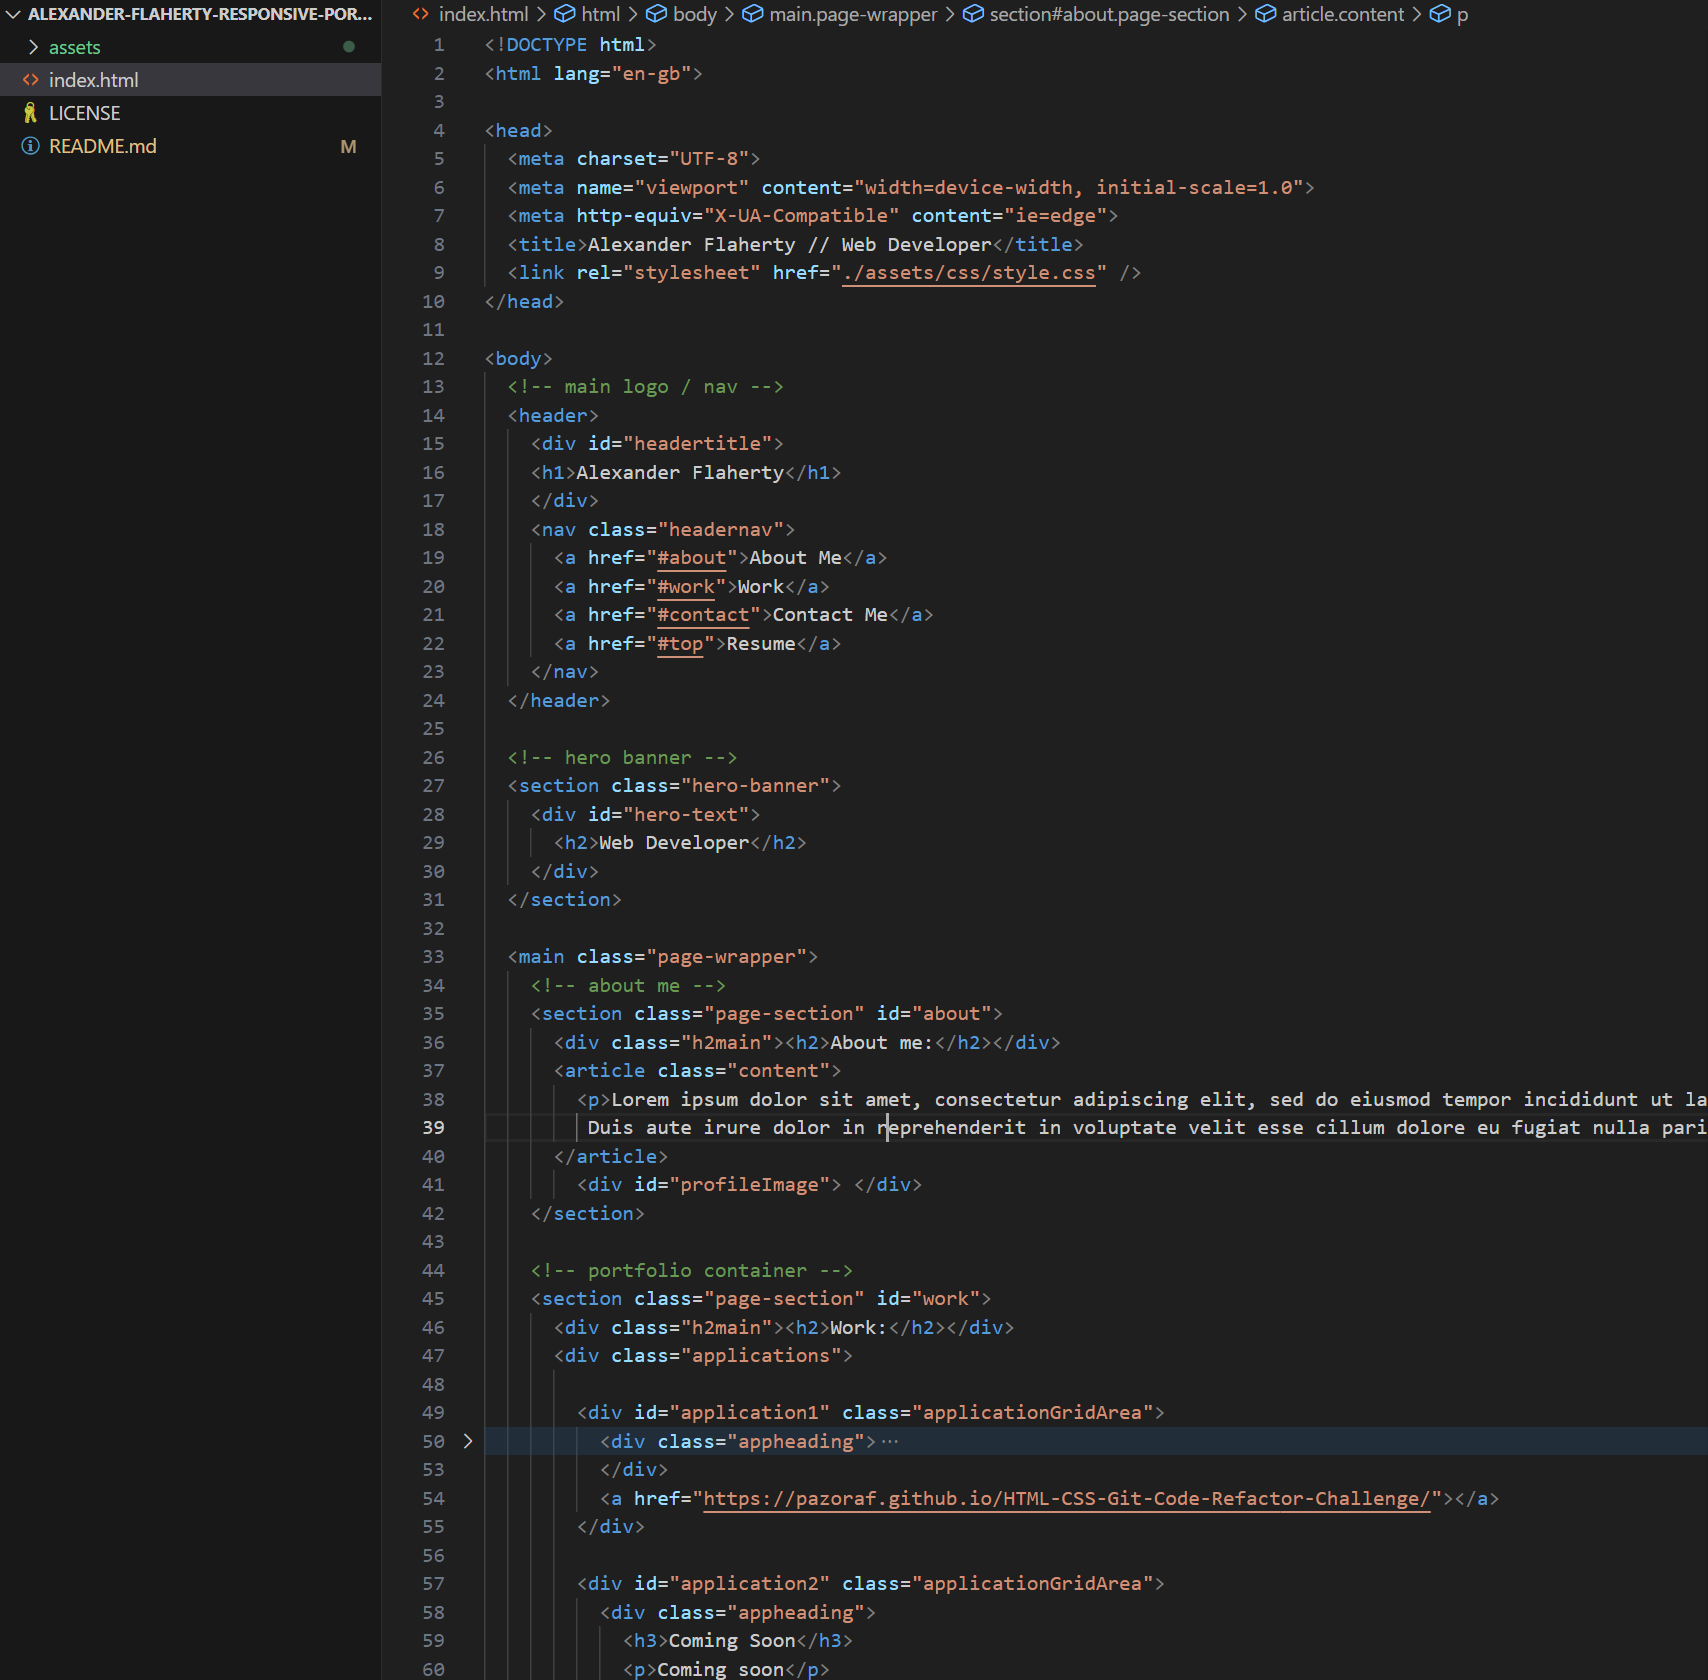 ALEXANDER-FLAHERTY-RESPONSIVE-POR...
assets
index.html
LICENSE
README.md M
index.html > html > body > main.page-wrapper > section#about.page-section > article.content > p
1 <!DOCTYPE html>
2 <html lang="en-gb">
3
4 <head>
5 <meta charset="UTF-8">
6 <meta name="viewport" content="width=device-width, initial-scale=1.0">
7 <meta http-equiv="X-UA-Compatible" content="ie=edge">
8 <title>Alexander Flaherty // Web Developer</title>
9 <link rel="stylesheet" href="./assets/css/style.css" />
10 </head>
11
12 <body>
13 <!-- main logo / nav -->
14 <header>
15 <div id="headertitle">
16 <h1>Alexander Flaherty</h1>
17 </div>
18 <nav class="headernav">
19 <a href="#about">About Me</a>
20 <a href="#work">Work</a>
21 <a href="#contact">Contact Me</a>
22 <a href="#top">Resume</a>
23 </nav>
24 </header>
25
26 <!-- hero banner -->
27 <section class="hero-banner">
28 <div id="hero-text">
29 <h2>Web Developer</h2>
30 </div>
31 </section>
32
33 <main class="page-wrapper">
34 <!-- about me -->
35 <section class="page-section" id="about">
36 <div class="h2main"><h2>About me:</h2></div>
37 <article class="content">
38 <p>Lorem ipsum dolor sit amet, consectetur adipiscing elit, sed do eiusmod tempor incididunt ut la
39 Duis aute irure dolor in reprehenderit in voluptate velit esse cillum dolore eu fugiat nulla pari
40 </article>
41 <div id="profileImage"> </div>
42 </section>
43
44 <!-- portfolio container -->
45 <section class="page-section" id="work">
46 <div class="h2main"><h2>Work:</h2></div>
47 <div class="applications">
48
49 <div id="application1" class="applicationGridArea">
50 > <div class="appheading">···
53 </div>
54 <a href="https://pazoraf.github.io/HTML-CSS-Git-Code-Refactor-Challenge/"></a>
55 </div>
56
57 <div id="application2" class="applicationGridArea">
58 <div class="appheading">
59 <h3>Coming Soon</h3>
60 <p>Coming soon</p>